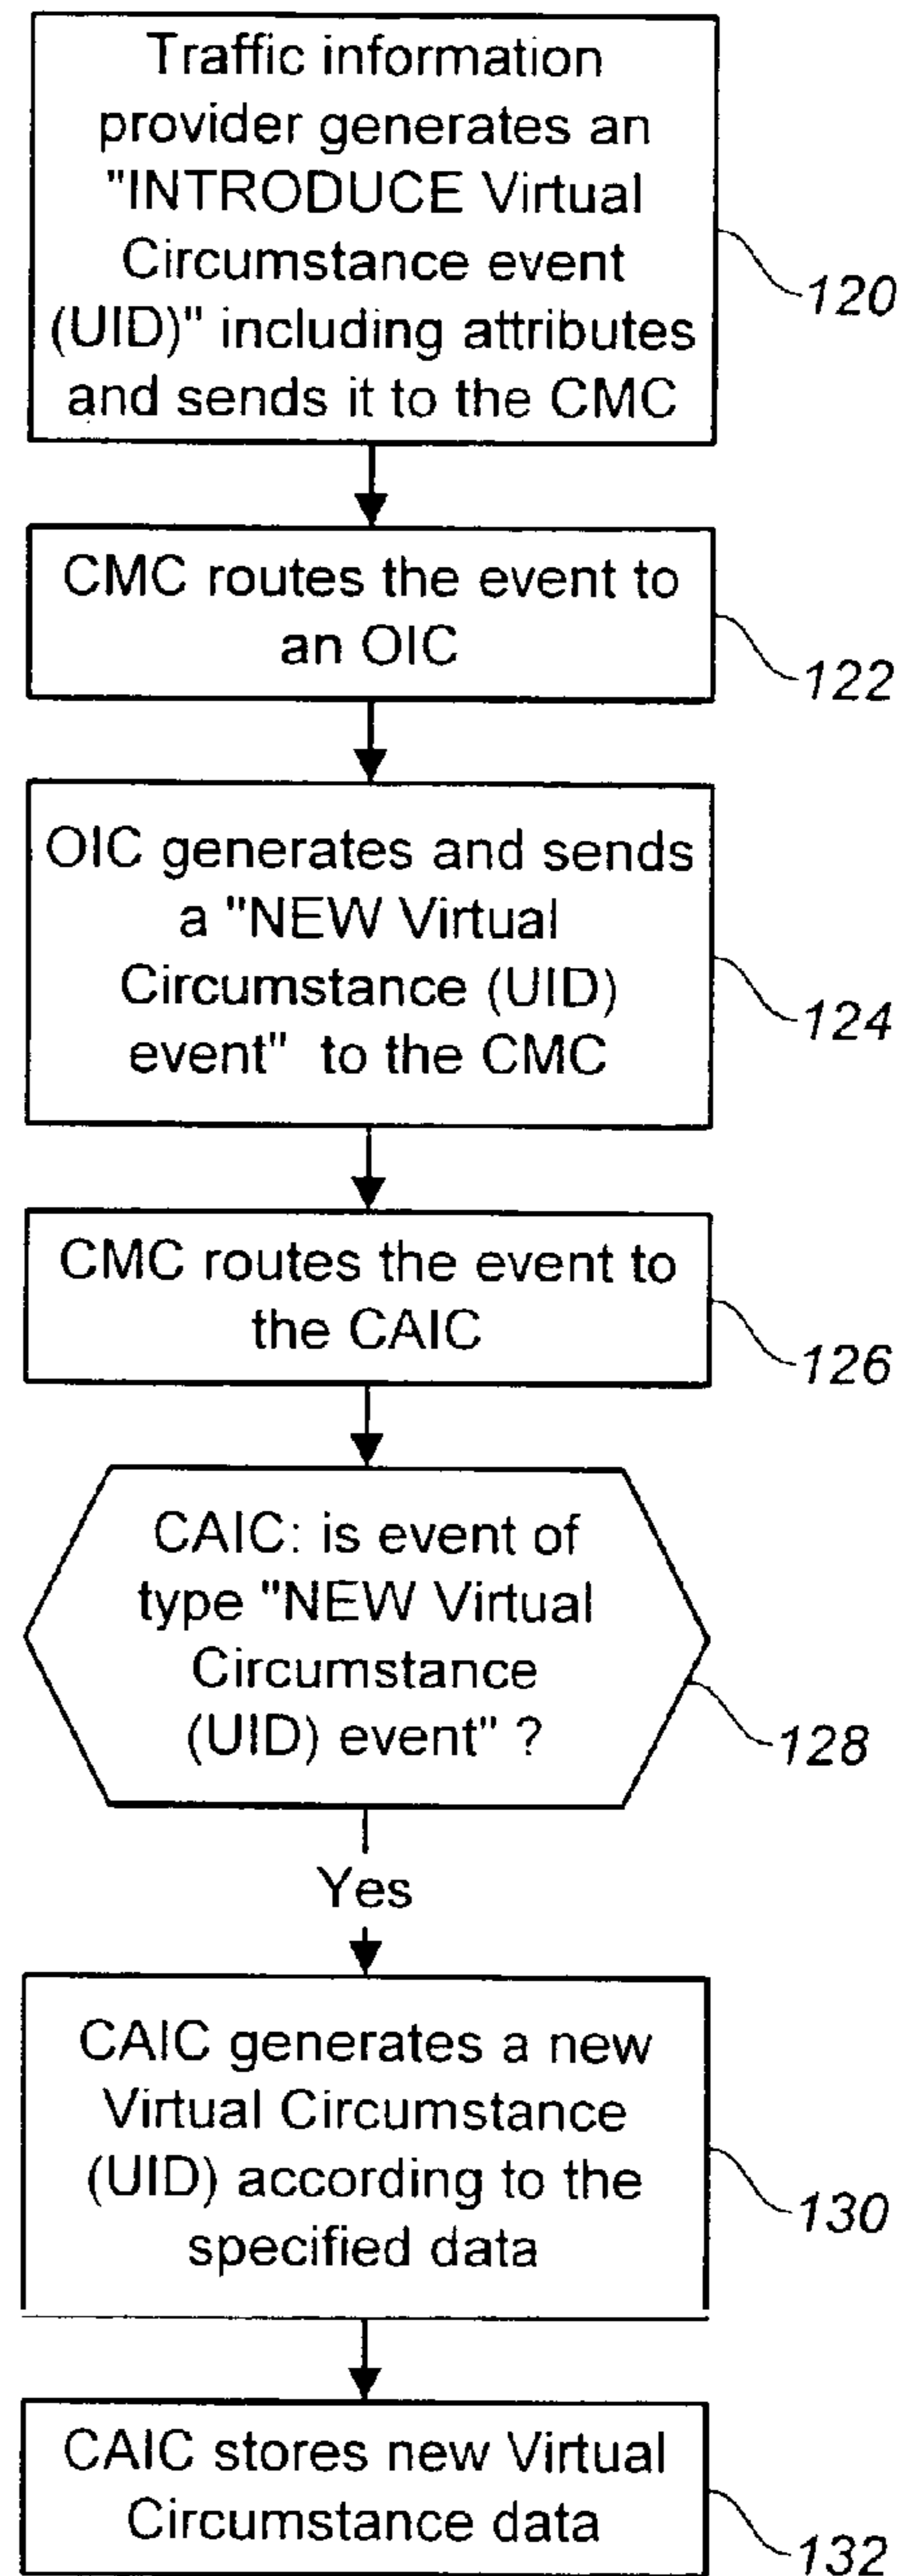 Traffic information
provider generates an
"INTRODUCE Virtual
Circumstance event
(UID)" including attributes
and sends it to the CMC
120
CMC routes the event to
an OIC
122
OIC generates and sends
a "NEW Virtual
Circumstance (UID)
event" to the CMC
124
CMC routes the event to
the CAIC
126
CAIC: is event of
type "NEW Virtual
Circumstance
(UID) event" ?
128
Yes
CAIC generates a new
Virtual Circumstance
(UID) according to the
specified data
130
CAIC stores new Virtual
Circumstance data
132